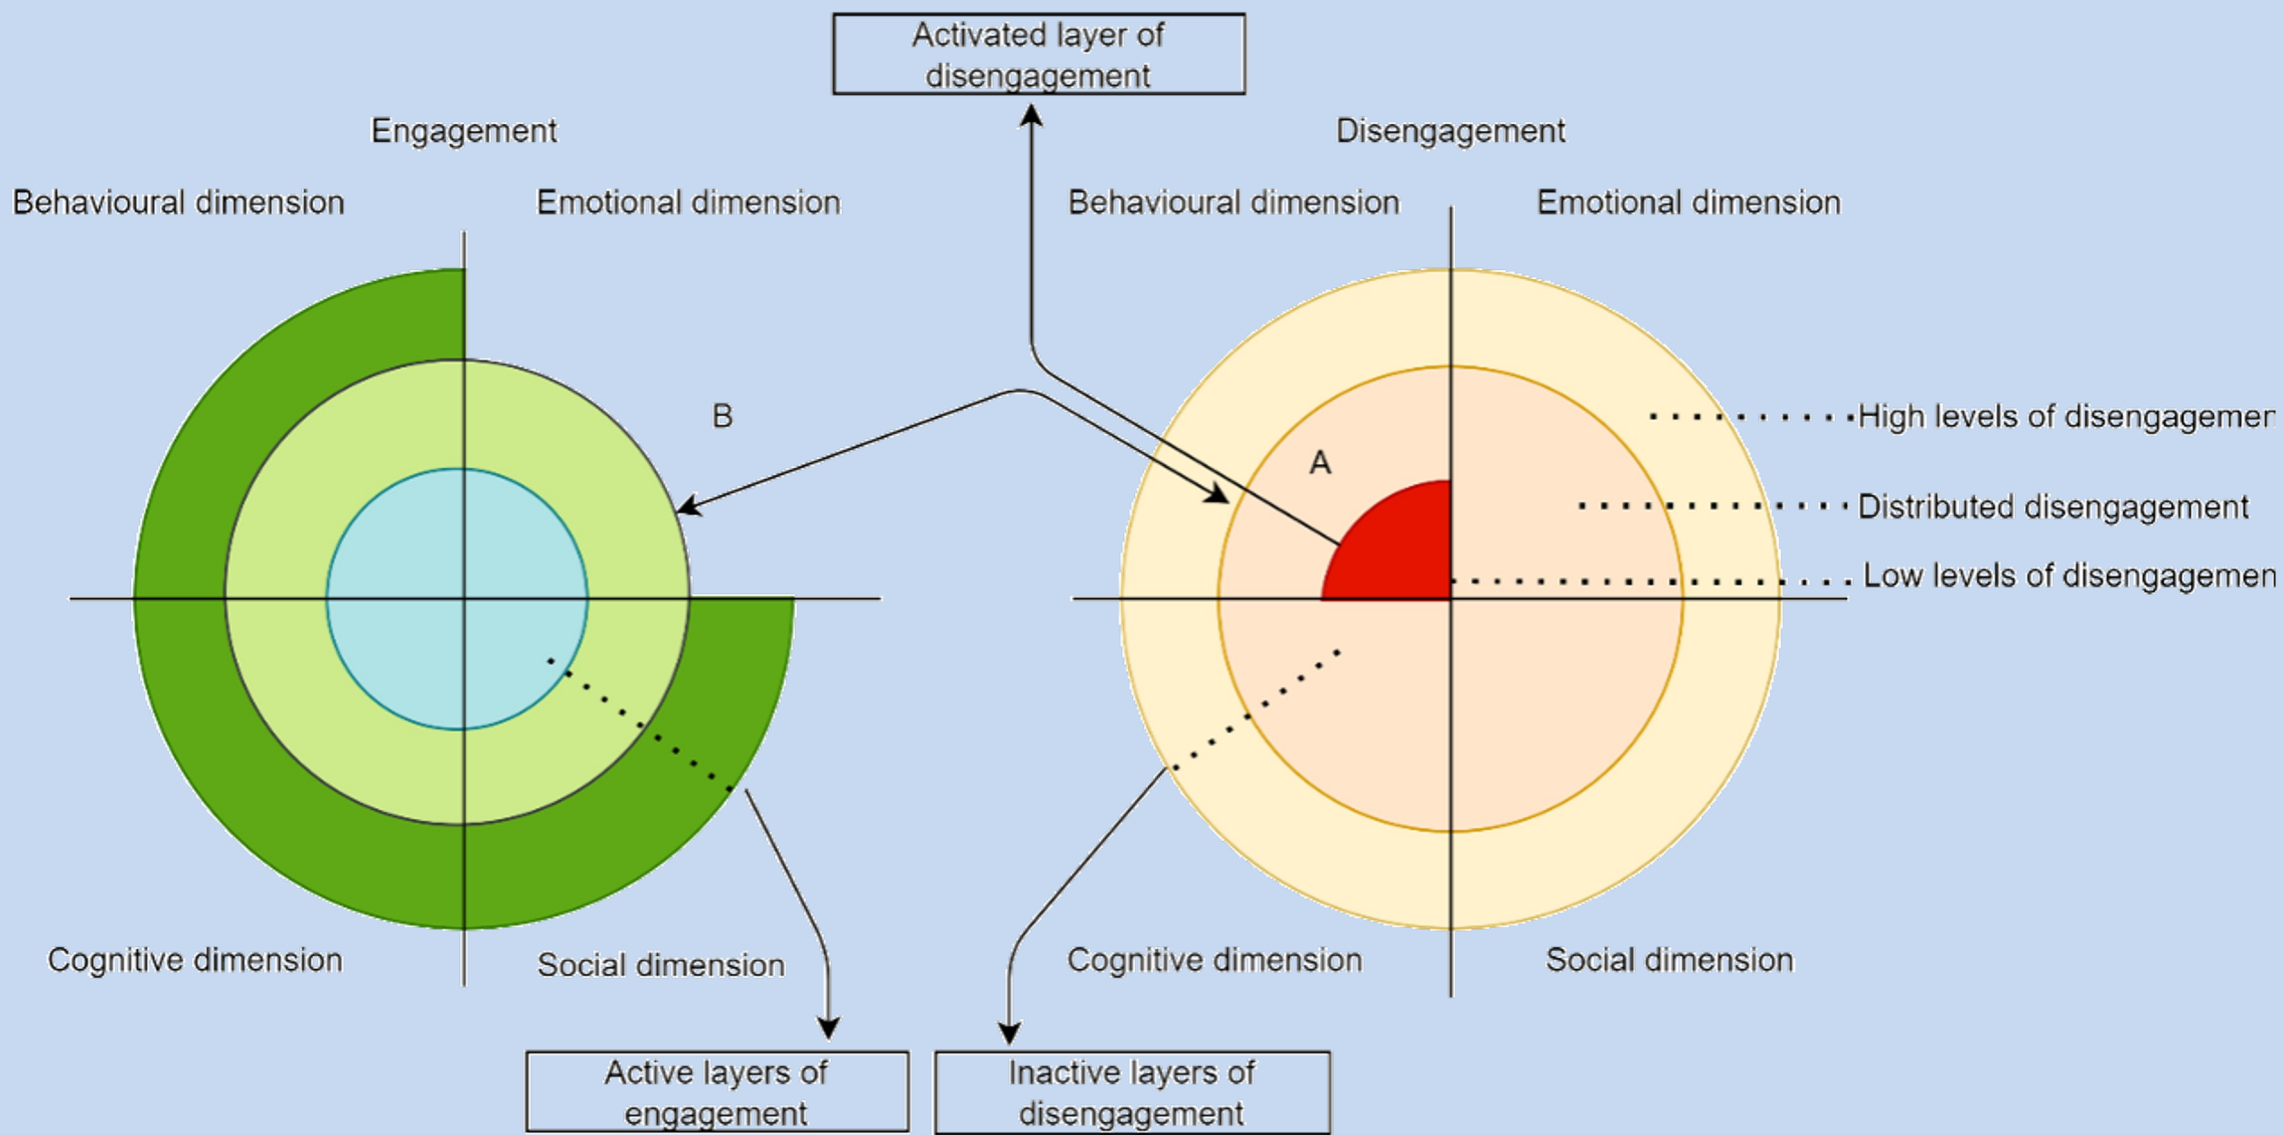 Activated layer of
disengagement
Engagement
Disengagement
Behavioural dimension
Emotional dimension
Behavioural dimension
Emotional dimension
B
A
High levels of disengagemen
Distributed disengagement
Low levels of disengagemen
Cognitive dimension
Social dimension
Cognitive dimension
Social dimension
Active layers of
engagement
Inactive layers of
disengagement